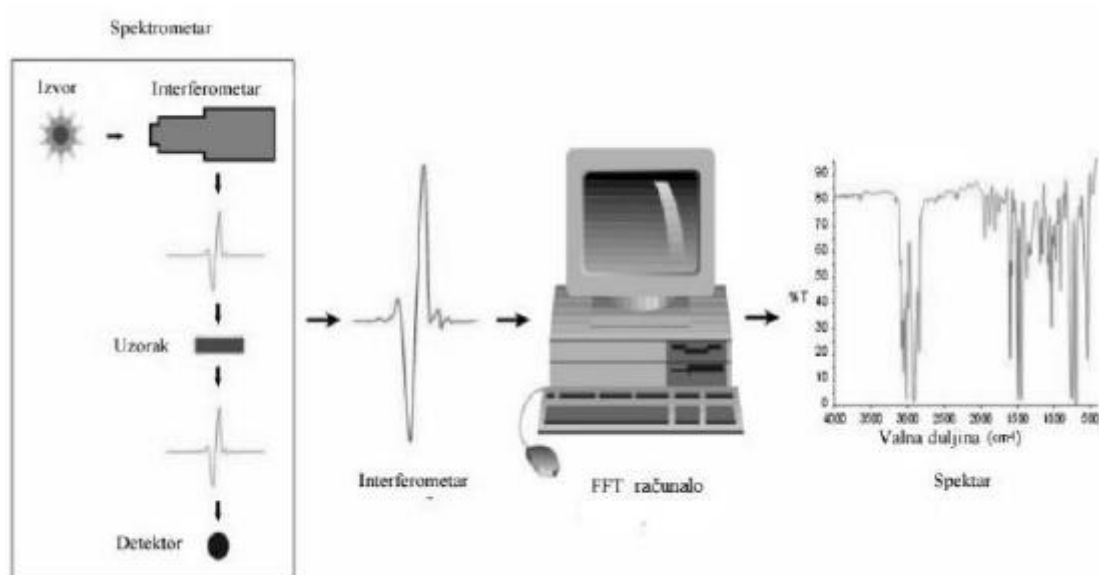 Spektrometar
Izvor
Interferometar
Uzorak
Detektor
Interferometar
FFT računalo
90
80
70
60
50
%T
40
30
20
10
0
4000 3500 3000 2500 2000 1500 1000 500
Valna duljina (cm-1)
Spektar